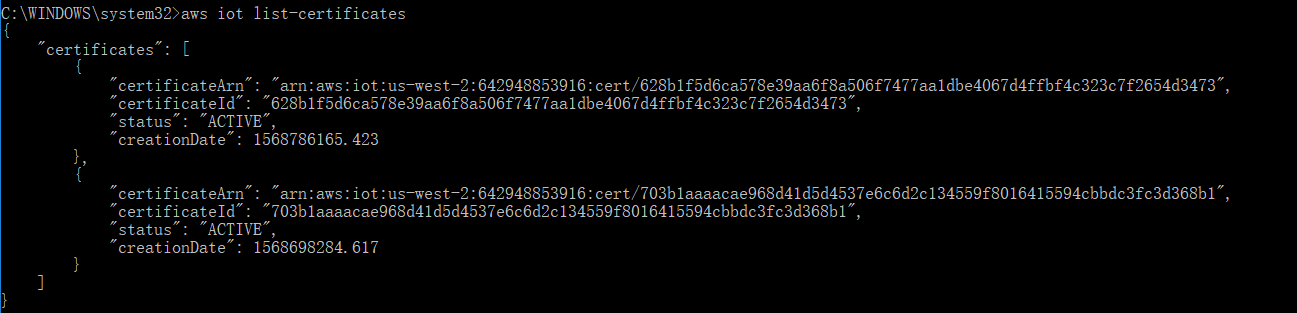 C:\WINDOWS\system32>aws iot list-certificates
{
    "certificates": [
        {
            "certificateArn": "arn:aws:iot:us-west-2:642948853916:cert/628b1f5d6ca578e39aa6f8a506f7477aa1dbe4067d4ffbf4c323c7f2654d3473",
            "certificateId": "628b1f5d6ca578e39aa6f8a506f7477aa1dbe4067d4ffbf4c323c7f2654d3473",
            "status": "ACTIVE",
            "creationDate": 1568786165.423
        },
        {
            "certificateArn": "arn:aws:iot:us-west-2:642948853916:cert/703b1aaaacae968d41d5d4537e6c6d2c134559f8016415594cbbdc3fc3d368b1",
            "certificateId": "703b1aaaacae968d41d5d4537e6c6d2c134559f8016415594cbbdc3fc3d368b1",
            "status": "ACTIVE",
            "creationDate": 1568698284.617
        }
    ]
}